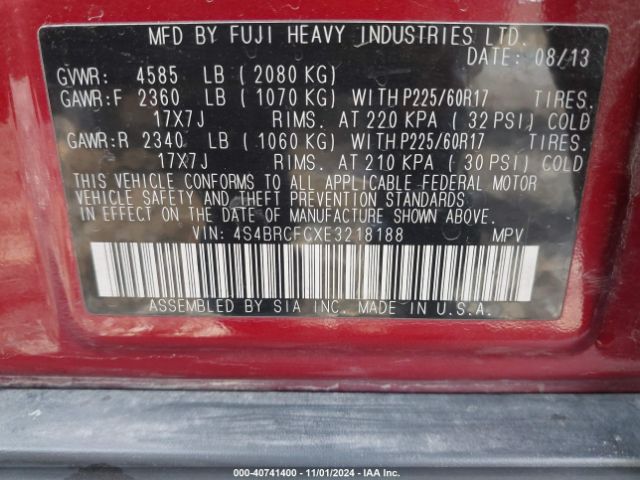 MFD BY FUJI HEAVY INDUSTRIES LTD.
DATE: 08/13
GVWR: 4585 LB ( 2080 KG)
GAWR:F 2360 LB ( 1070 KG) WITH P225/60R17 TIRES.
17X7J RIMS. AT 220 KPA ( 32 PSI) COLD
GAWR:R 2340 LB ( 1060 KG) WITH P225/60R17 TIRES.
17X7J RIMS. AT 210 KPA ( 30 PSI) COLD
THIS VEHICLE CONFORMS TO ALL APPLICABLE FEDERAL MOTOR
VEHICLE SAFETY AND THEFT PREVENTION STANDARDS
IN EFFECT ON THE DATE OF MANUFACTURE SHOWN ABOVE.
VIN: 4S4BRCFCXE3218188 MPV
ASSEMBLED BY SIA INC. MADE IN U.S.A.
000-40741400 - 11/01/2024 - IAA Inc.